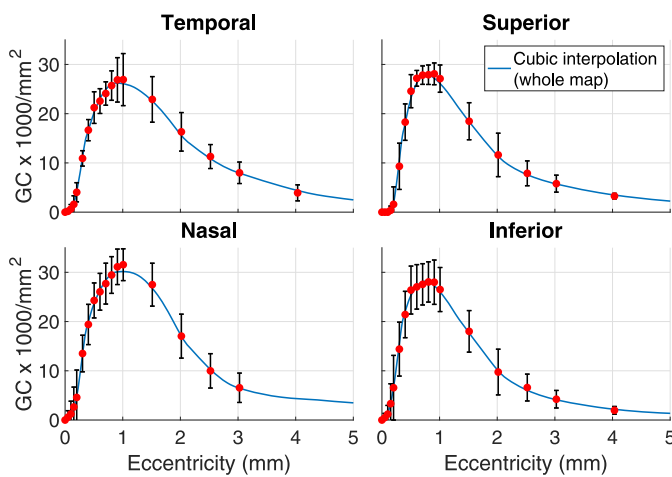 Temporal
Superior
GC x 1000/mm²
30
20
10
0
Cubic interpolation
(whole map)
Nasal
Inferior
GC x 1000/mm²
30
20
10
0
0 1 2 3 4 5
0 1 2 3 4 5
Eccentricity (mm)
Eccentricity (mm)